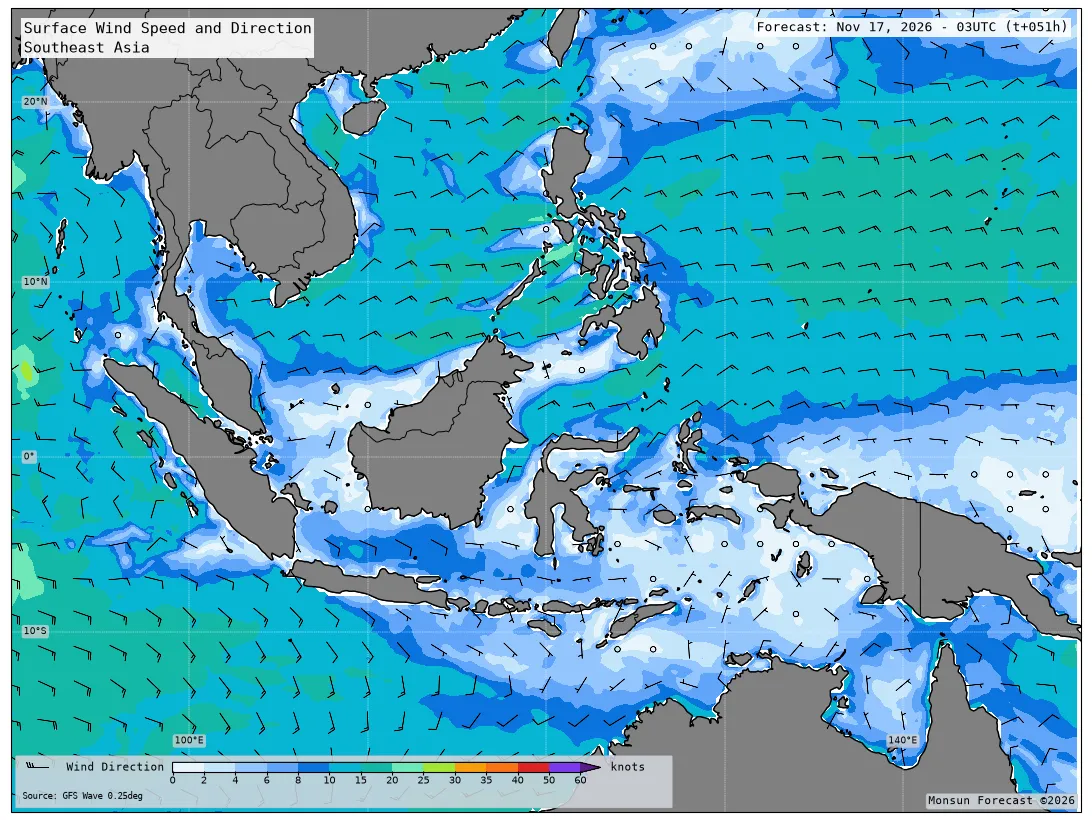 Surface Wind Speed and Direction
Southeast Asia
Forecast: Nov 17, 2026 - 03UTC (t+051h)
20°N
10°N
0°
10°S
100°E
140°E
Wind Direction
0 2 4 6 8 10 15 20 25 30 35 40 50 60
knots
Source: GFS Wave 0.25deg
Monsun Forecast ©2026